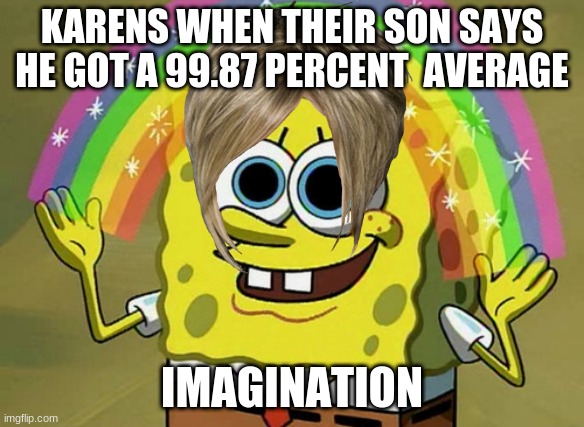 KARENS WHEN THEIR SON SAYS
HE GOT A 99.87 PERCENT  AVERAGE
IMAGINATION
imgflip.com